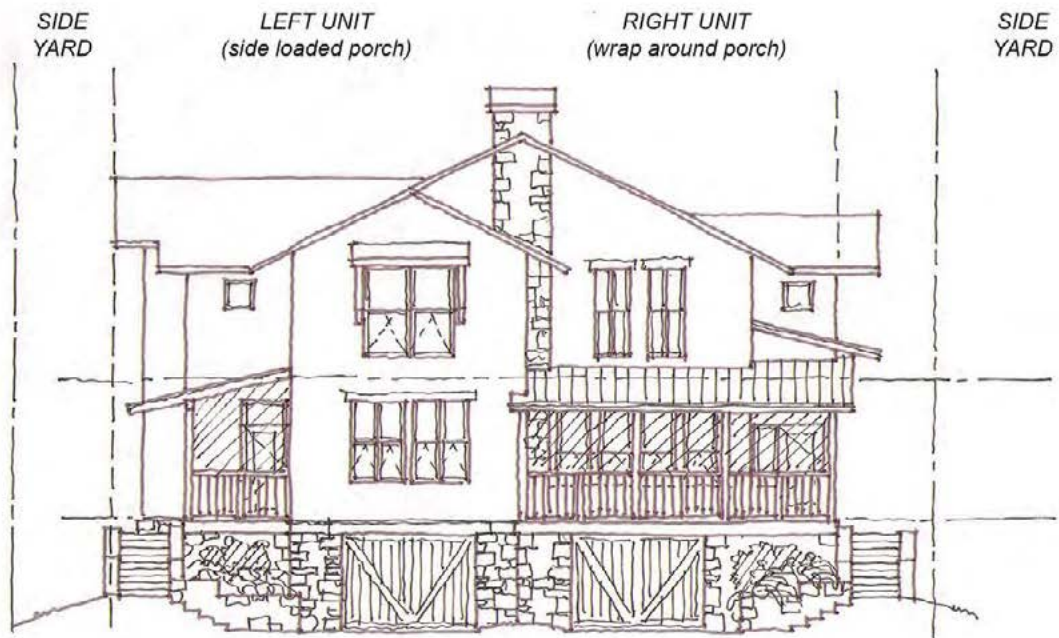 SIDE
YARD
LEFT UNIT
(side loaded porch)
RIGHT UNIT
(wrap around porch)
SIDE
YARD